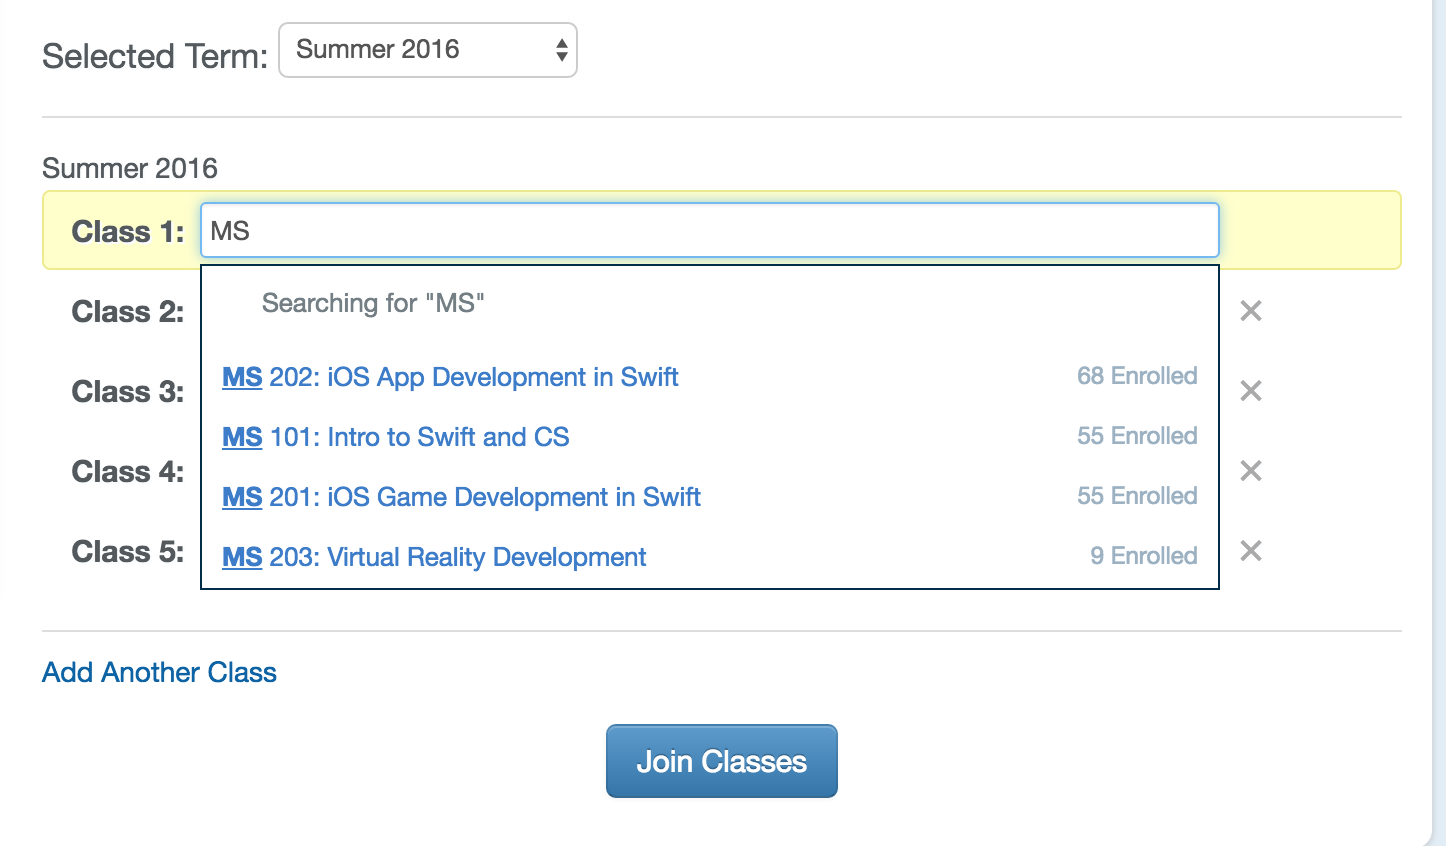 Selected Term: Summer 2016
Summer 2016
Class 1: MS
Searching for "MS"
Class 2:
MS 202: iOS App Development in Swift 68 Enrolled
Class 3:
MS 101: Intro to Swift and CS 55 Enrolled
Class 4:
MS 201: iOS Game Development in Swift 55 Enrolled
Class 5:
MS 203: Virtual Reality Development 9 Enrolled
Add Another Class
Join Classes